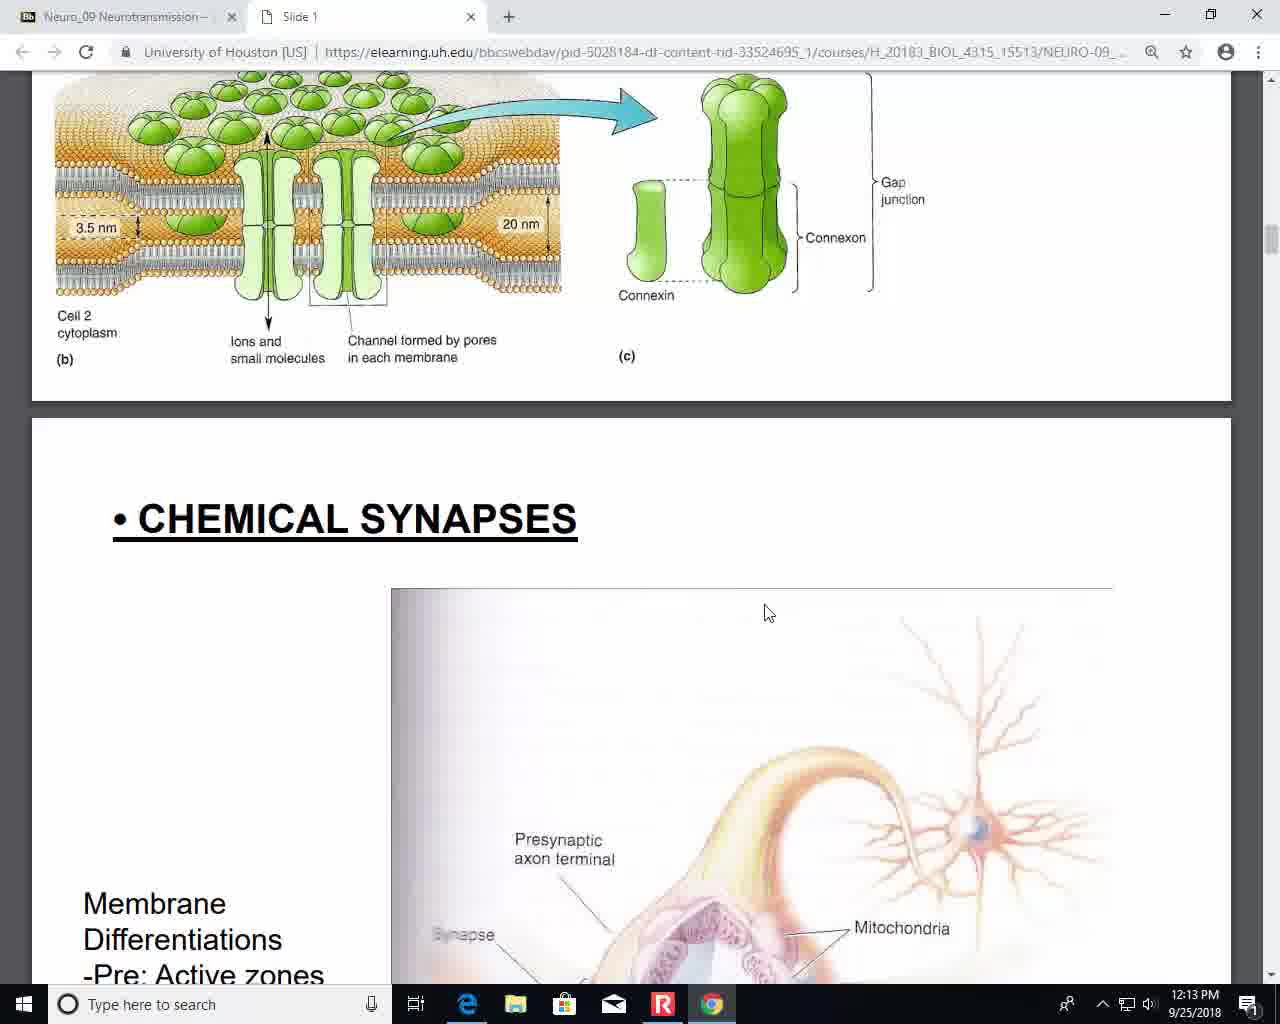 Neuro_09 Neurotransmission –
Slide 1
University of Houston [US]
https://elearning.uh.edu/bbcswebdav/pid-5028184-dt-content-rid-33524695_1/courses/H_20183_BIOL_4315_15513/NEURO-09_...
3.5 nm
20 nm
Cell 2
cytoplasm
(b)
Ions and
small molecules
Channel formed by pores
in each membrane
Connexin
(c)
Connexon
Gap
junction
• CHEMICAL SYNAPSES
Presynaptic
axon terminal
Synapse
Mitochondria
Membrane
Differentiations
-Pre: Active zones
Type here to search
12:13 PM
9/25/2018